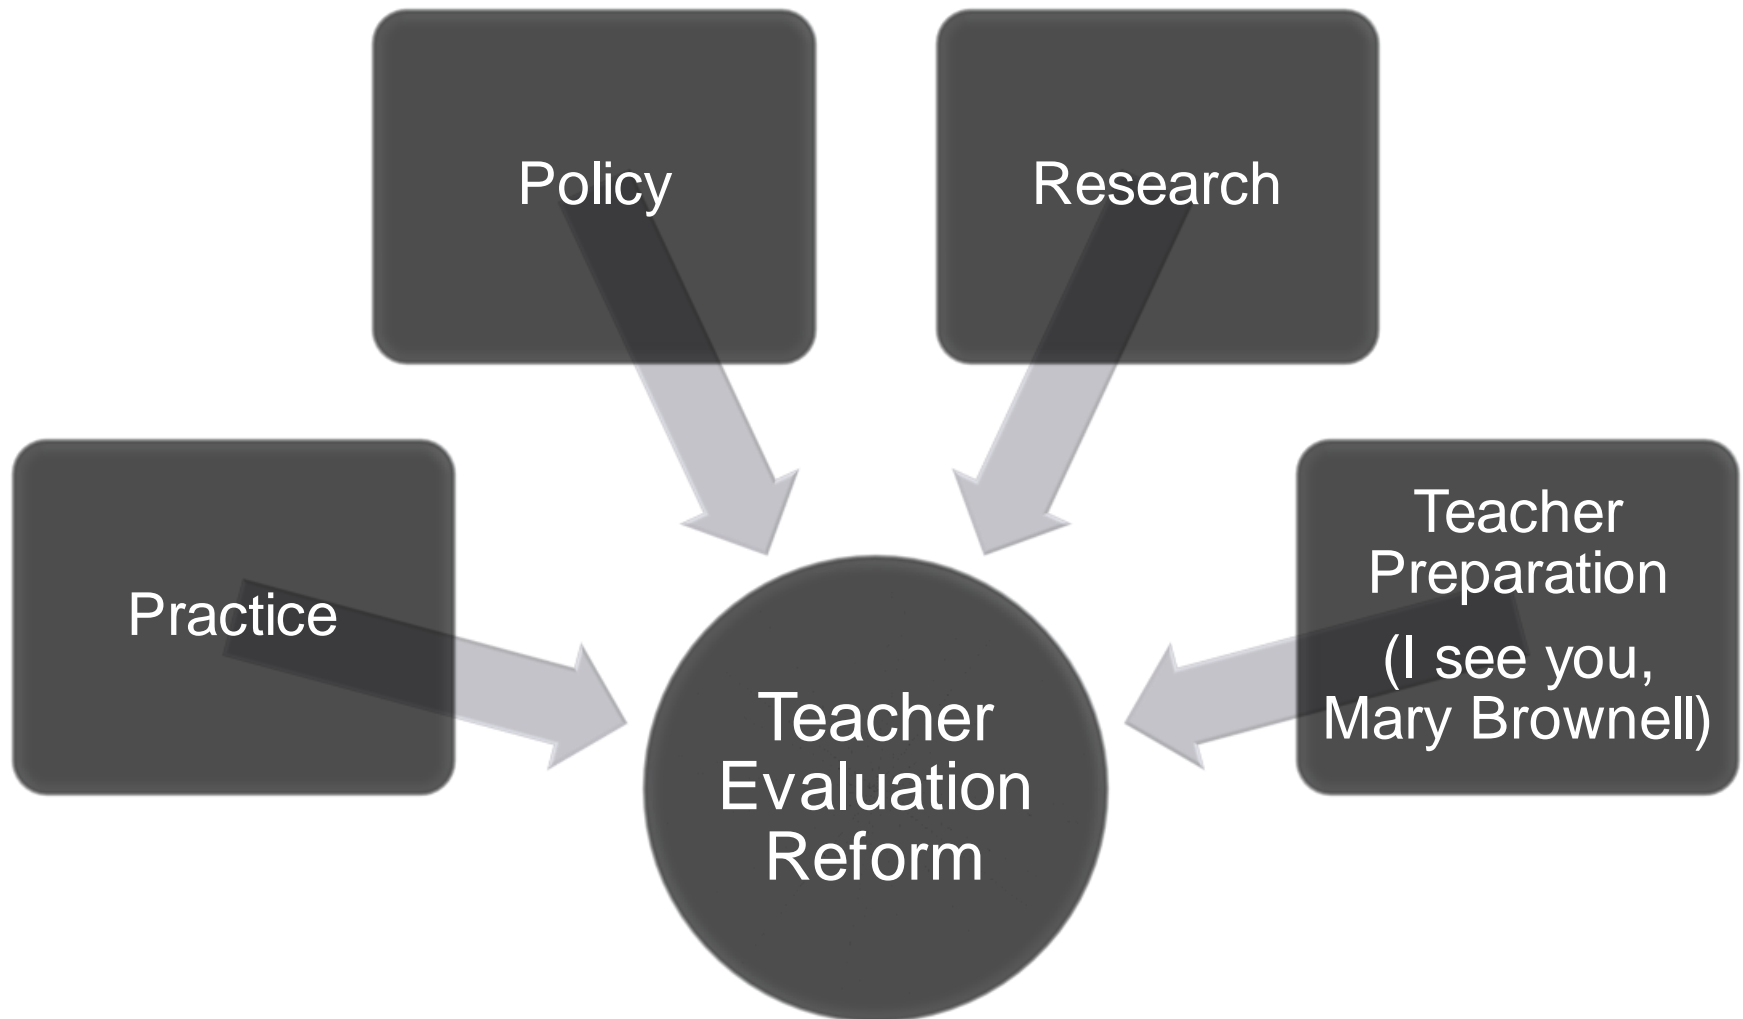 Policy
Research
Practice
Teacher
Preparation
(I see you,
Mary Brownell)
Teacher
Evaluation
Reform